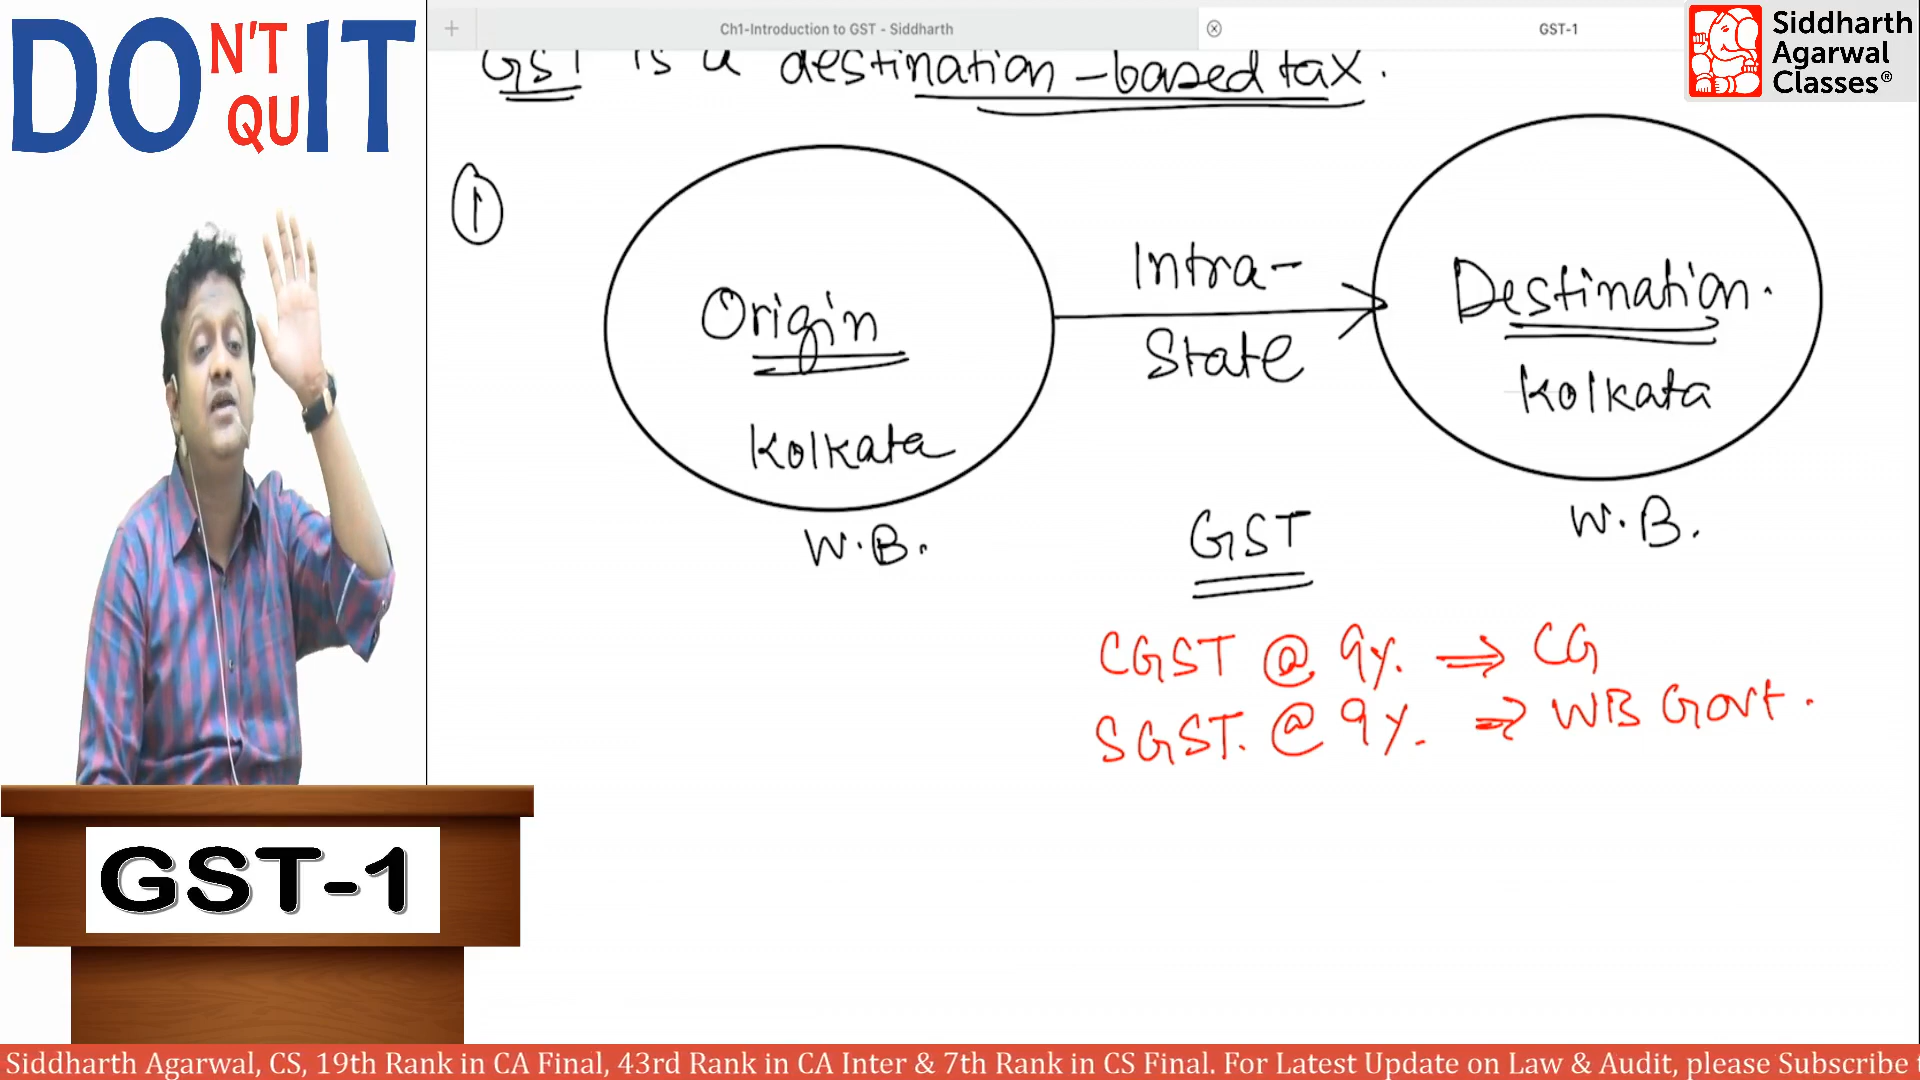 DON'T QUIT
Ch1-Introduction to GST - Siddharth
GST-1
Siddharth
Agarwal
Classes®
GST is a destination-based tax.
1
Origin
Kolkata
W.B.
Intra-
State
Destination.
Kolkata
W.B.
GST
CGST @ 9%. ⇒ CG
SGST. @ 9%. ⇒ WB Govt.
GST-1
Siddharth Agarwal, CS, 19th Rank in CA Final, 43rd Rank in CA Inter & 7th Rank in CS Final. For Latest Update on Law & Audit, please Subscribe